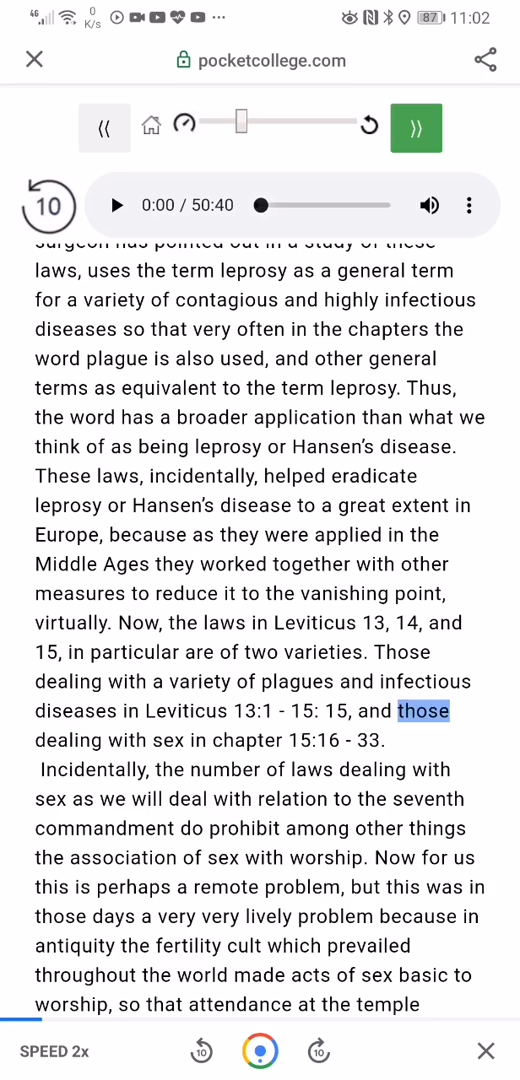 46
0
K/s
87 11:02
pocketcollege.com
⟨⟨
⟩⟩
10
0:00 / 50:40
surgeon has pointed out in a study of these
laws, uses the term leprosy as a general term
for a variety of contagious and highly infectious
diseases so that very often in the chapters the
word plague is also used, and other general
terms as equivalent to the term leprosy. Thus,
the word has a broader application than what we
think of as being leprosy or Hansen’s disease.
These laws, incidentally, helped eradicate
leprosy or Hansen’s disease to a great extent in
Europe, because as they were applied in the
Middle Ages they worked together with other
measures to reduce it to the vanishing point,
virtually. Now, the laws in Leviticus 13, 14, and
15, in particular are of two varieties. Those
dealing with a variety of plagues and infectious
diseases in Leviticus 13:1 - 15: 15, and those
dealing with sex in chapter 15:16 - 33.
Incidentally, the number of laws dealing with
sex as we will deal with relation to the seventh
commandment do prohibit among other things
the association of sex with worship. Now for us
this is perhaps a remote problem, but this was in
those days a very very lively problem because in
antiquity the fertility cult which prevailed
throughout the world made acts of sex basic to
worship, so that attendance at the temple
SPEED 2x
10
10